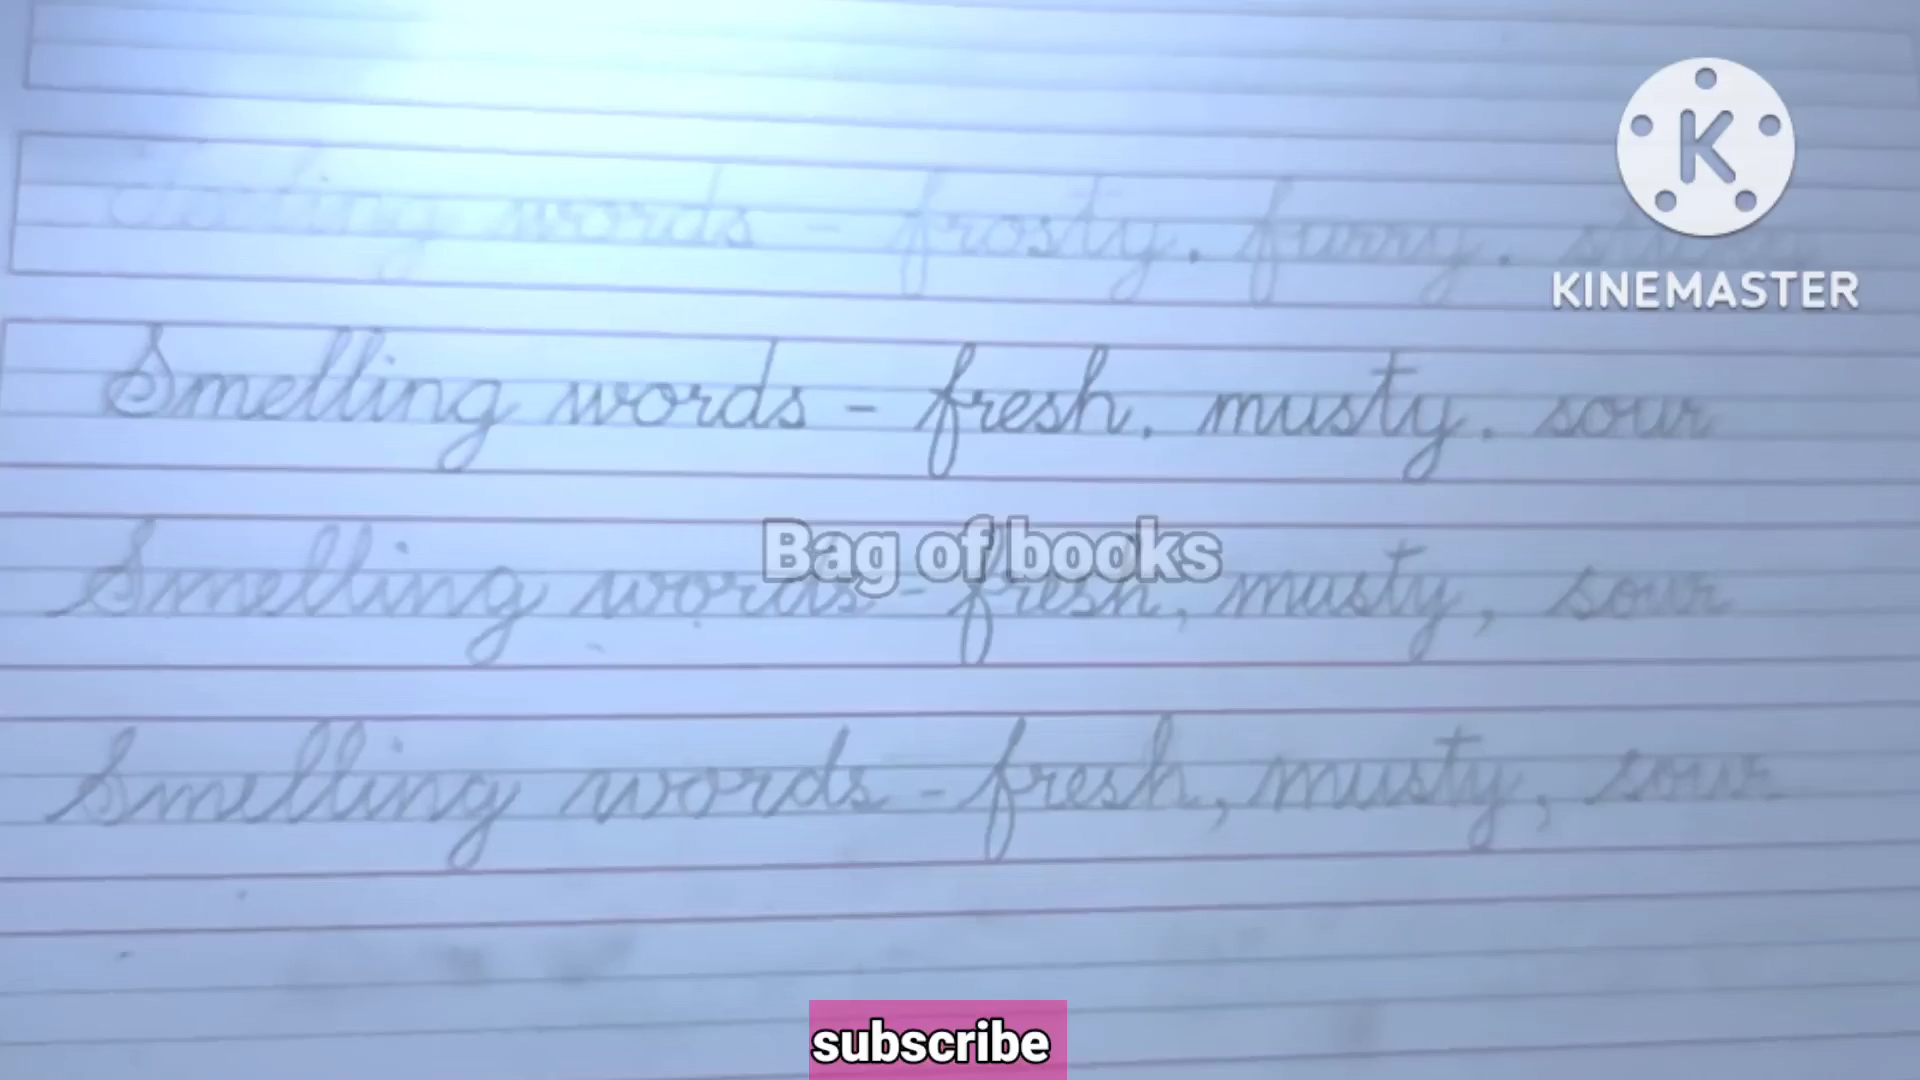 words - frosty, furry,
KINEMASTER
Smelling words - fresh, musty, sour
Bag of books
Smelling words - fresh, musty, sour
Smelling words - fresh, musty, sour
subscribe